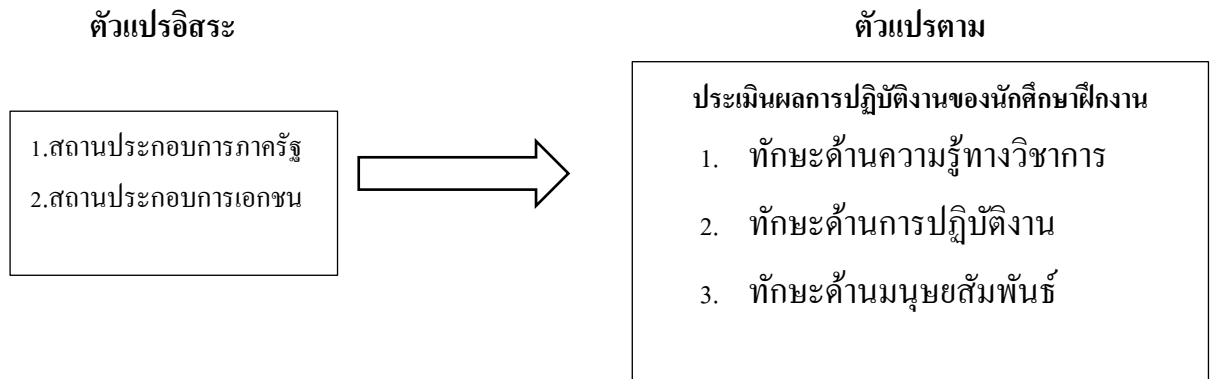 ตัวแปรอิสระ
1.สถานประกอบการภาครัฐ
2.สถานประกอบการเอกชน
ตัวแปรตาม
ประเมินผลการปฏิบัติงานของนักศึกษาฝึกงาน
1. ทักษะด้านความรู้ทางวิชาการ
2. ทักษะด้านการปฏิบัติงาน
3. ทักษะด้านมนุษยสัมพันธ์